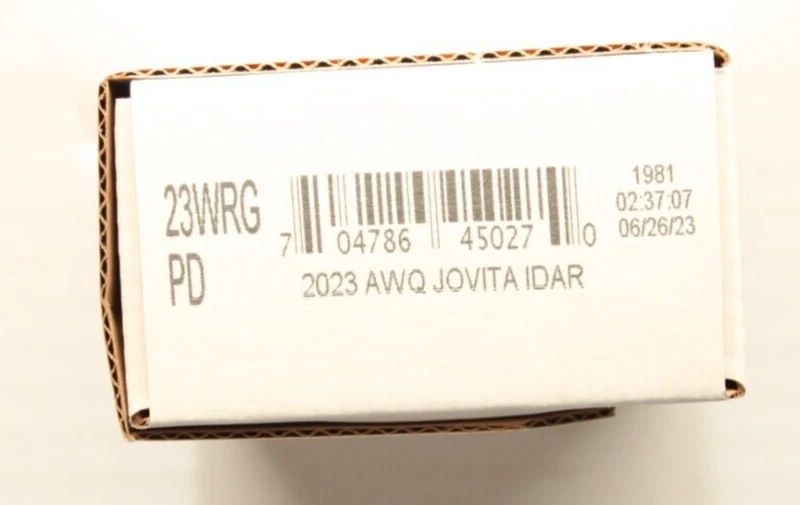 23WRG
PD
7 04786 45027 0
2023 AWQ JOVITA IDAR
1981
02:37:07
06/26/23